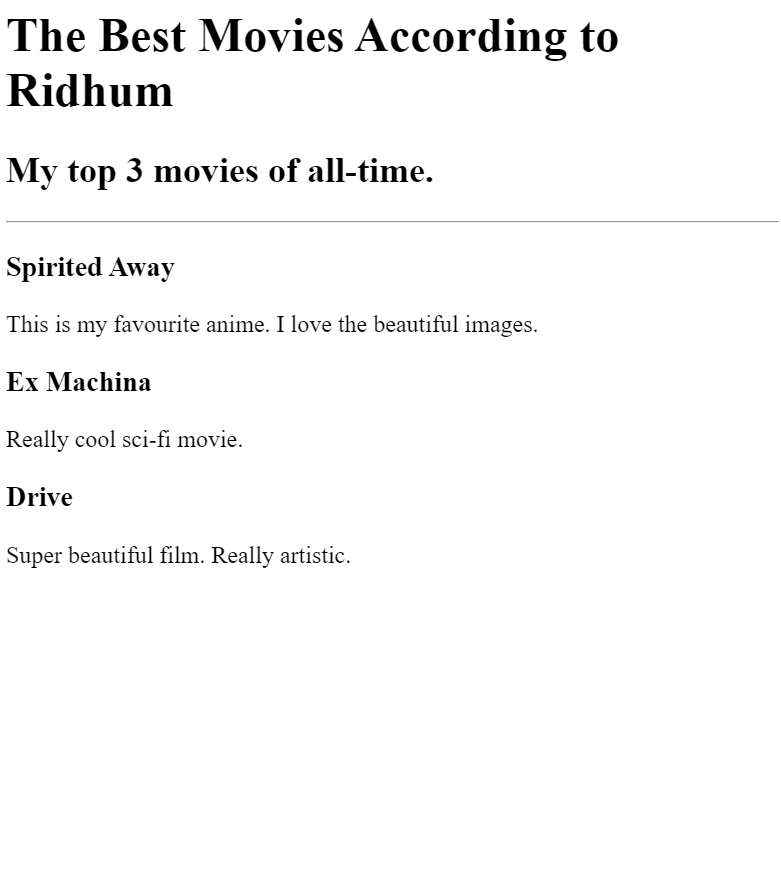 The Best Movies According to
Ridhum
My top 3 movies of all-time.
Spirited Away
This is my favourite anime. I love the beautiful images.
Ex Machina
Really cool sci-fi movie.
Drive
Super beautiful film. Really artistic.